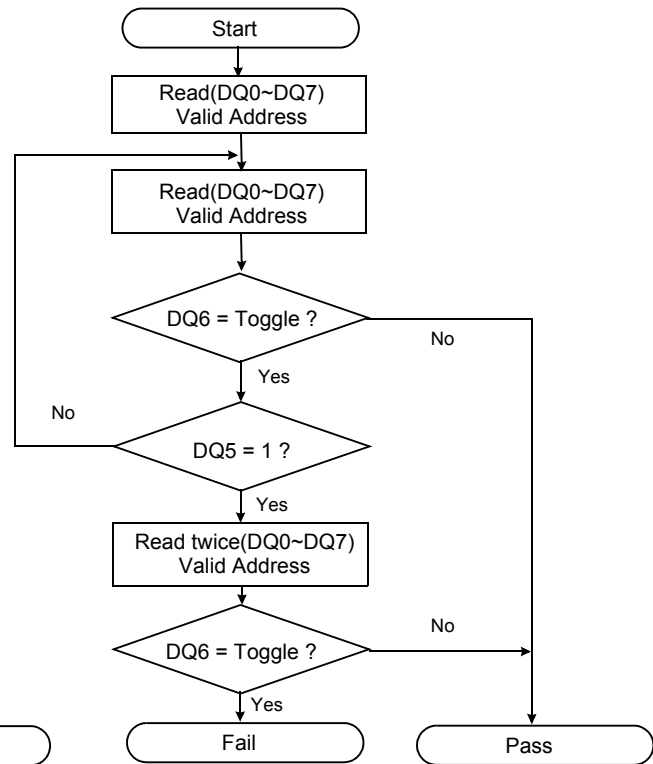 Start
Read(DQ0~DQ7)
Valid Address
Read(DQ0~DQ7)
Valid Address
DQ6 = Toggle ?
No
Yes
No
DQ5 = 1 ?
Yes
Read twice(DQ0~DQ7)
Valid Address
DQ6 = Toggle ?
No
Yes
Fail
Pass